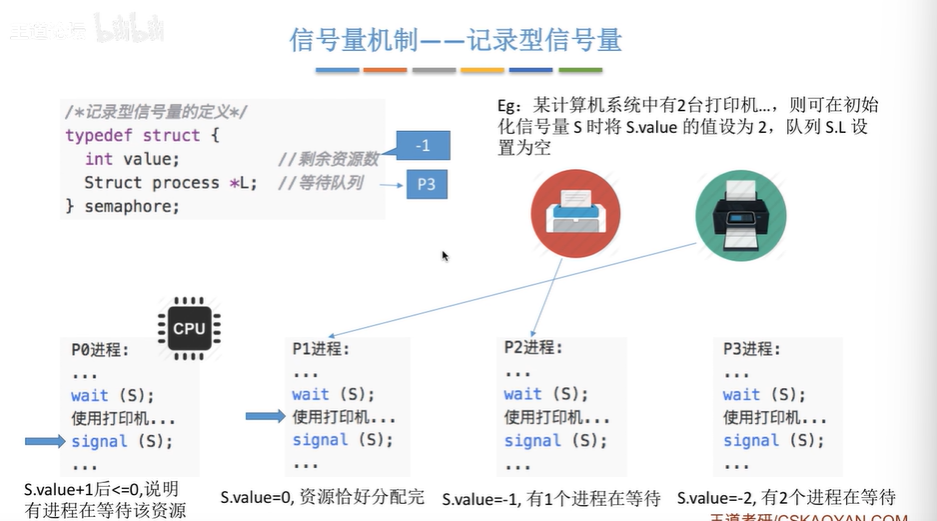 bilibili
信号量机制——记录型信号量
/*记录型信号量的定义*/
typedef struct {
int value; //剩余资源数
Struct process *L; //等待队列
} semaphore;
-1
P3
Eg：某计算机系统中有2台打印机…，则可在初始
化信号量 S 时将 S.value 的值设为 2，队列 S.L 设
置为空
CPU
P0进程:
...
wait (S);
使用打印机...
signal (S);
...
S.value+1后<=0,说明
有进程在等待该资源
P1进程:
...
wait (S);
使用打印机...
signal (S);
...
S.value=0, 资源恰好分配完
P2进程:
...
wait (S);
使用打印机...
signal (S);
...
S.value=-1, 有1个进程在等待
P3进程:
...
wait (S);
使用打印机...
signal (S);
...
S.value=-2, 有2个进程在等待
王道考研/CSKAOYAN.COM